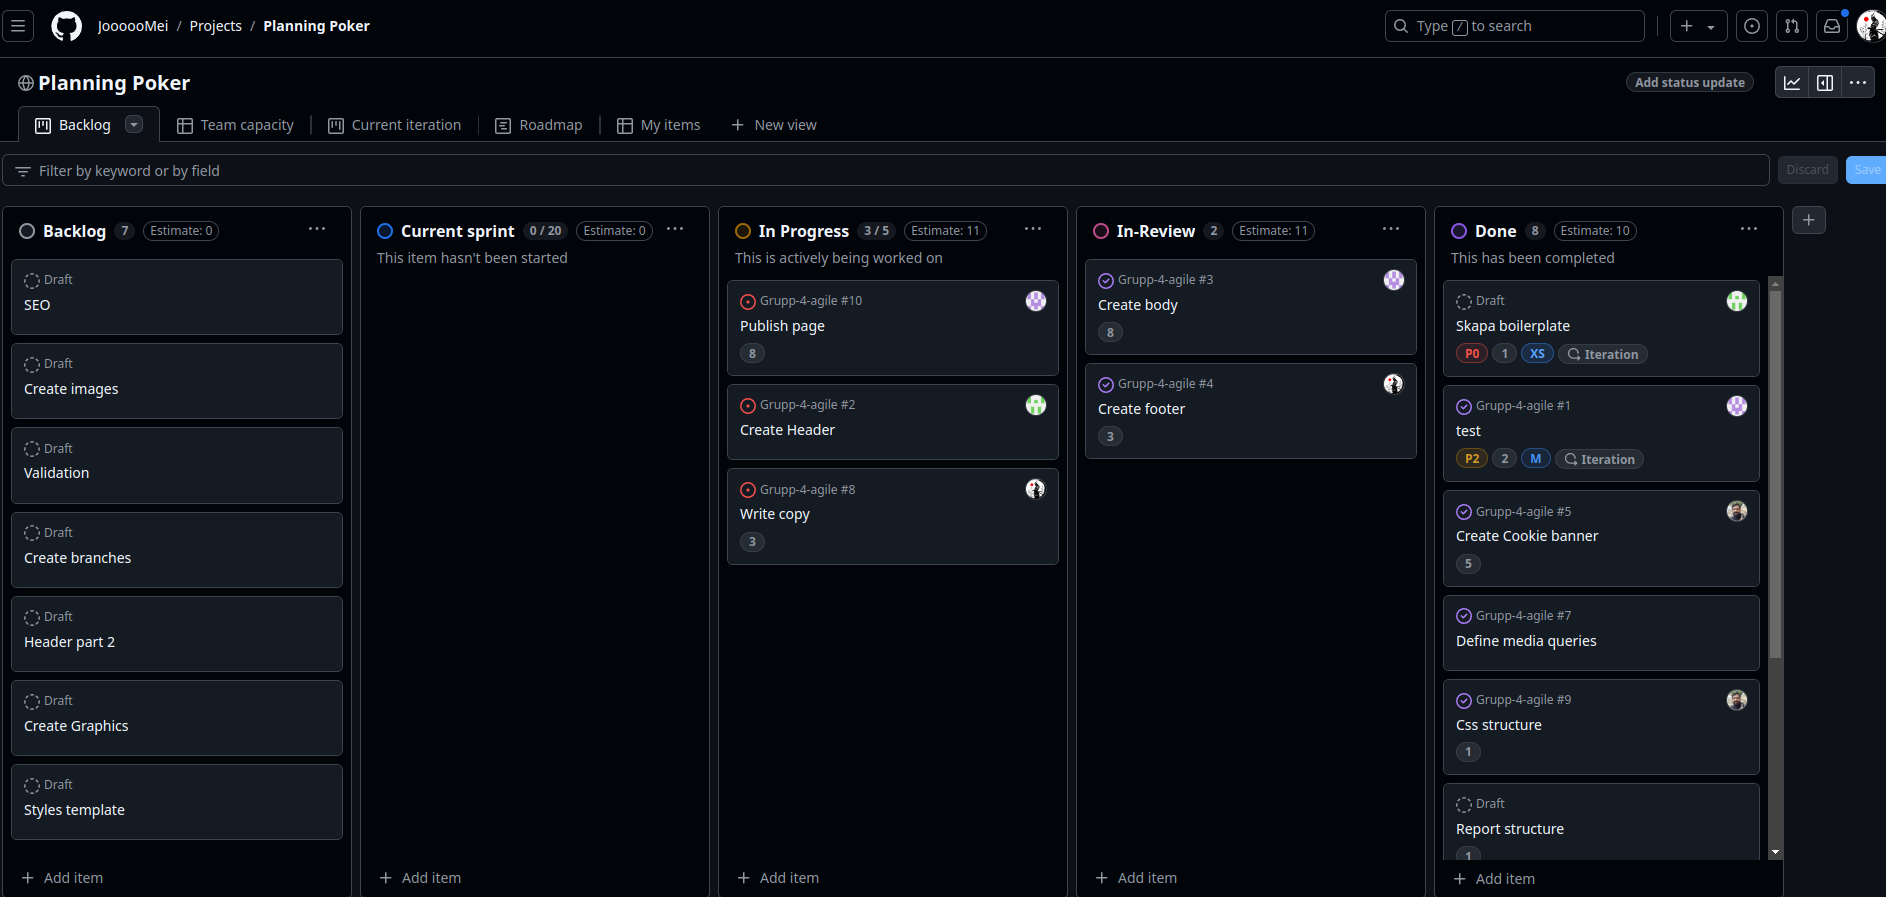 JoooooMei / Projects / Planning Poker
Type / to search
Planning Poker
Add status update
Backlog
Team capacity
Current iteration
Roadmap
My items
New view
Filter by keyword or by field
Discard
Save
Backlog 7 Estimate: 0
Draft
SEO
Draft
Create images
Draft
Validation
Draft
Create branches
Draft
Header part 2
Draft
Create Graphics
Draft
Styles template
Add item
Current sprint 0 / 20 Estimate: 0
This item hasn't been started
Add item
In Progress 3 / 5 Estimate: 11
This is actively being worked on
Grupp-4-agile #10
Publish page
8
Grupp-4-agile #2
Create Header
Grupp-4-agile #8
Write copy
3
Add item
In-Review 2 Estimate: 11
Grupp-4-agile #3
Create body
8
Grupp-4-agile #4
Create footer
3
Add item
Done 8 Estimate: 10
This has been completed
Draft
Skapa boilerplate
P0 1 XS Iteration
Grupp-4-agile #1
test
P2 2 M Iteration
Grupp-4-agile #5
Create Cookie banner
5
Grupp-4-agile #7
Define media queries
Grupp-4-agile #9
Css structure
1
Draft
Report structure
1
Add item